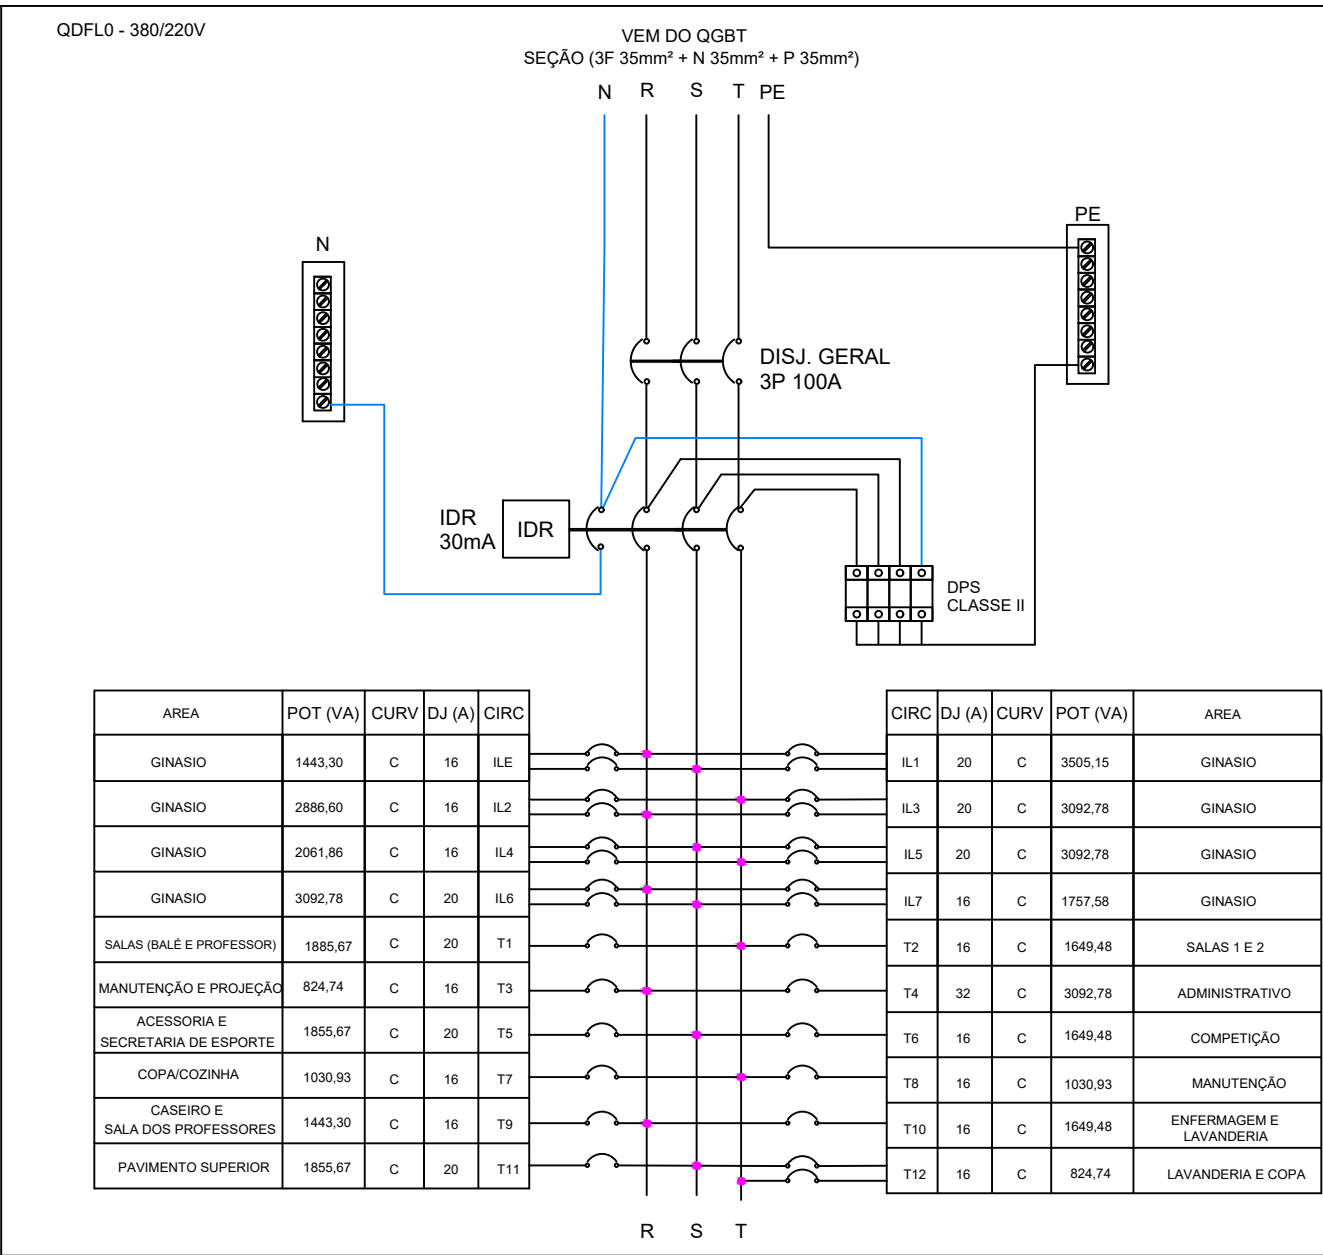 QDFL0 - 380/220V
VEM DO QGBT
SEÇÃO (3F 35mm² + N 35mm² + P 35mm²)
N R S T PE
PE
N
DISJ. GERAL
3P 100A
IDR
30mA
IDR
DPS
CLASSE II
AREA POT (VA) CURV DJ (A) CIRC
GINASIO 1443,30 C 16 ILE
GINASIO 2886,60 C 16 IL2
GINASIO 2061,86 C 16 IL4
GINASIO 3092,78 C 20 IL6
SALAS (BALÉ E PROFESSOR) 1885,67 C 20 T1
MANUTENÇÃO E PROJEÇÃO 824,74 C 16 T3
ACESSORIA E
SECRETARIA DE ESPORTE 1855,67 C 20 T5
COPA/COZINHA 1030,93 C 16 T7
CASEIRO E
SALA DOS PROFESSORES 1443,30 C 16 T9
PAVIMENTO SUPERIOR 1855,67 C 20 T11
CIRC DJ (A) CURV POT (VA) AREA
IL1 20 C 3505,15 GINASIO
IL3 20 C 3092,78 GINASIO
IL5 20 C 3092,78 GINASIO
IL7 16 C 1757,58 GINASIO
T2 16 C 1649,48 SALAS 1 E 2
T4 32 C 3092,78 ADMINISTRATIVO
T6 16 C 1649,48 COMPETIÇÃO
T8 16 C 1030,93 MANUTENÇÃO
T10 16 C 1649,48 ENFERMAGEM E
LAVANDERIA
T12 16 C 824,74 LAVANDERIA E COPA
R S T